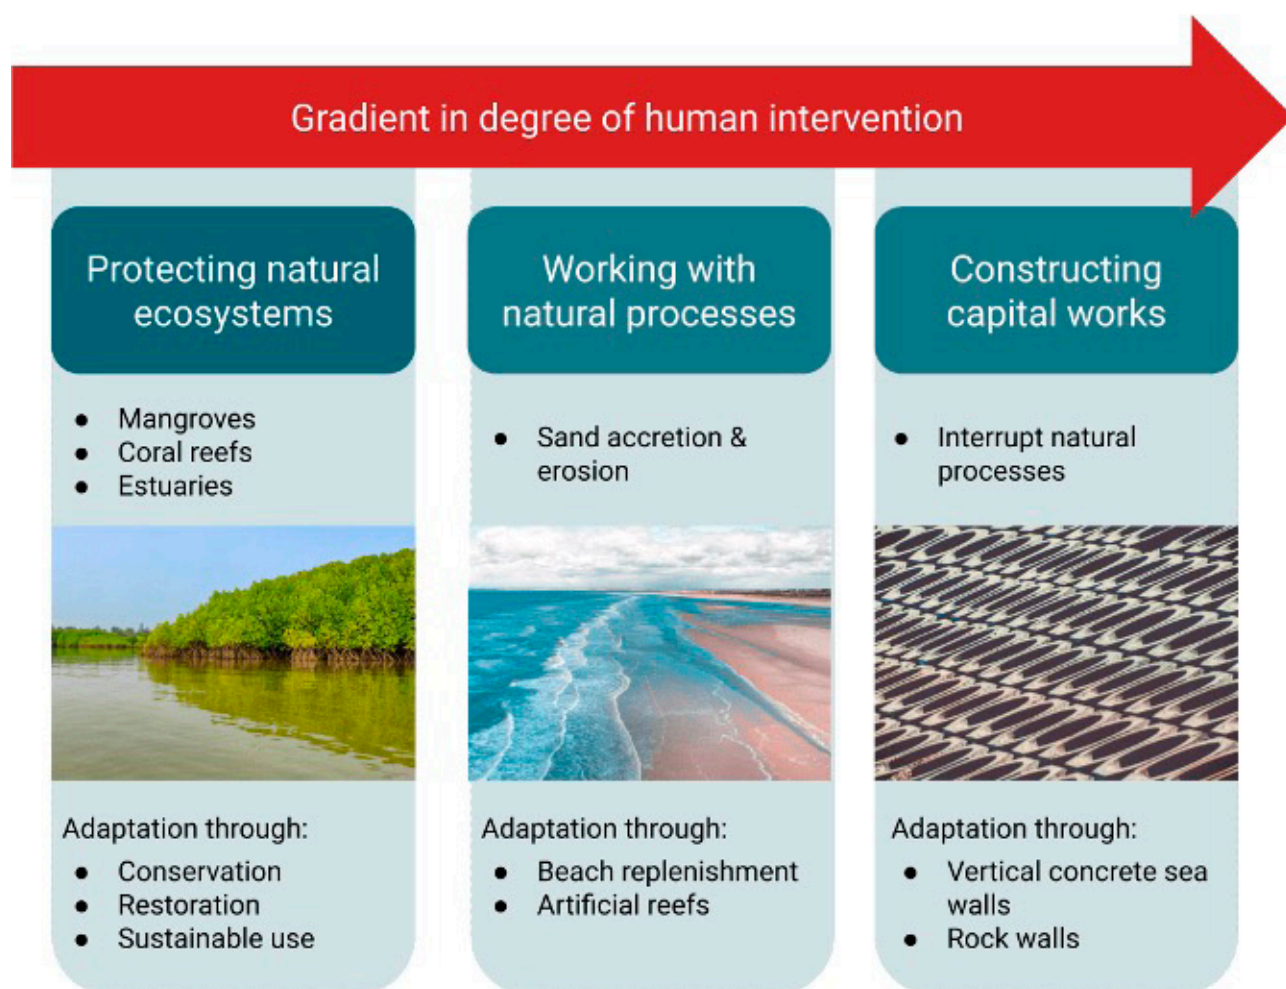 Gradient in degree of human intervention
Protecting natural
ecosystems
● Mangroves
● Coral reefs
● Estuaries
Adaptation through:
● Conservation
● Restoration
● Sustainable use
Working with
natural processes
● Sand accretion &
erosion
Adaptation through:
● Beach replenishment
● Artificial reefs
Constructing
capital works
● Interrupt natural
processes
Adaptation through:
● Vertical concrete sea
walls
● Rock walls